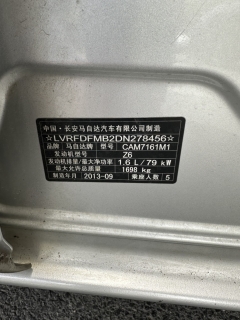 中国·长安马自达汽车有限公司制造
☆LVRFDFMB2DN278456☆
品牌 马自达牌 型号 CAM7161M1
发动机型号 Z6
发动机排量/最大净功率 1.6 L/79 kW
最大允许总质量 1698 kg
制造年月 2013-09 乘座人数 5